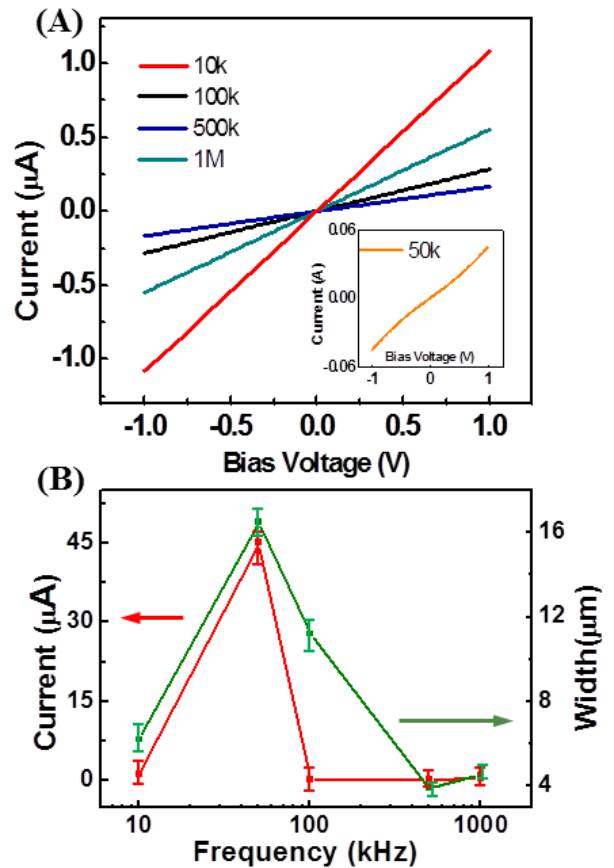 (A)
10k
100k
500k
1M
1.0
0.5
0.0
-0.5
-1.0
Current (μA)
-1.0 -0.5 0.0 0.5 1.0
Bias Voltage (V)
50k
0.06
0.00
-0.06
Current (A)
Bias Voltage (V)
-1 0 1
(B)
45
30
15
0
Current (μA)
16
12
8
4
Width(μm)
10 100 1000
Frequency (kHz)